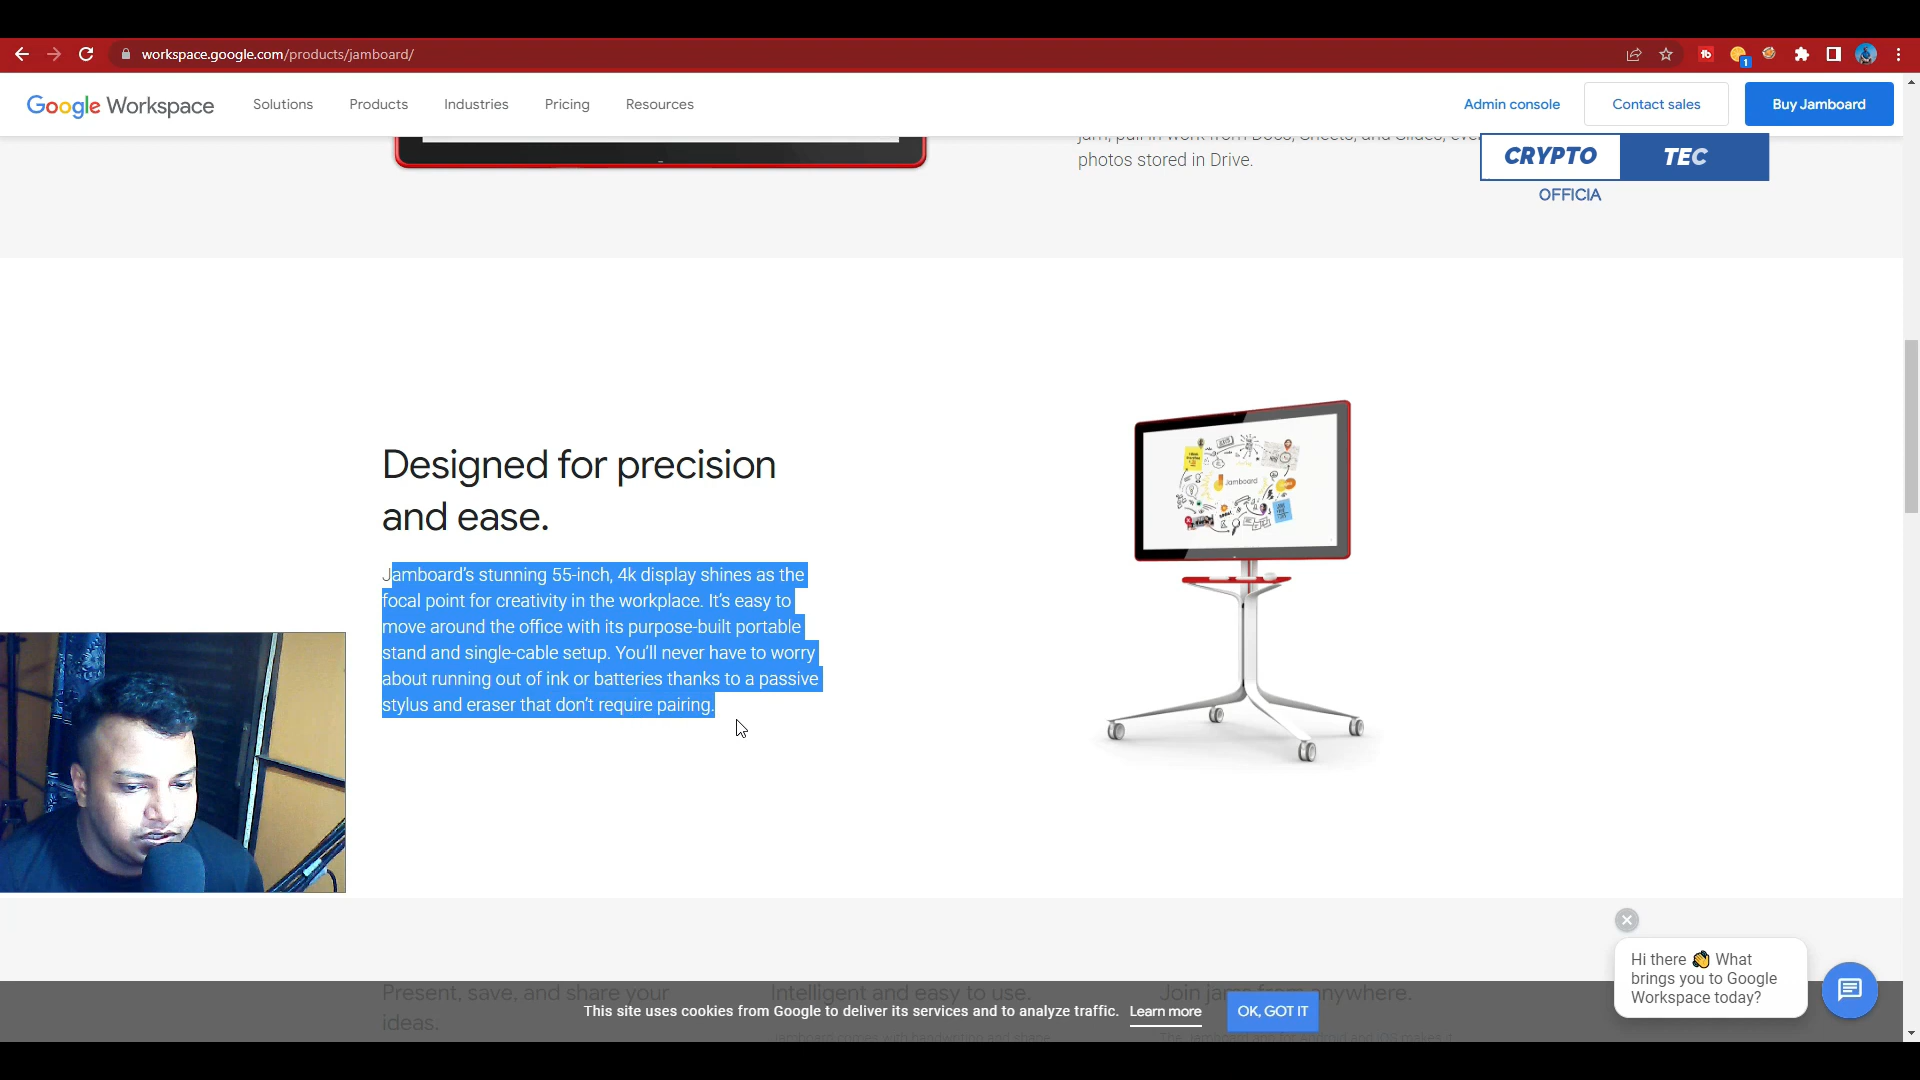 workspace.google.com/products/jamboard/
1
Google Workspace
Solutions
Products
Industries
Pricing
Resources
Admin console
Contact sales
Buy Jamboard
photos stored in Drive.
CRYPTO TEC
OFFICIA
Designed for precision
and ease.
Jamboard’s stunning 55-inch, 4k display shines as the
focal point for creativity in the workplace. It’s easy to
move around the office with its purpose-built portable
stand and single-cable setup. You’ll never have to worry
about running out of ink or batteries thanks to a passive
stylus and eraser that don’t require pairing.
Jamboard
Hi there 👋 What
brings you to Google
Workspace today?
Present, save, and share your
ideas.
Intelligent and easy to use.
This site uses cookies from Google to deliver its services and to analyze traffic. Learn more
OK, GOT IT